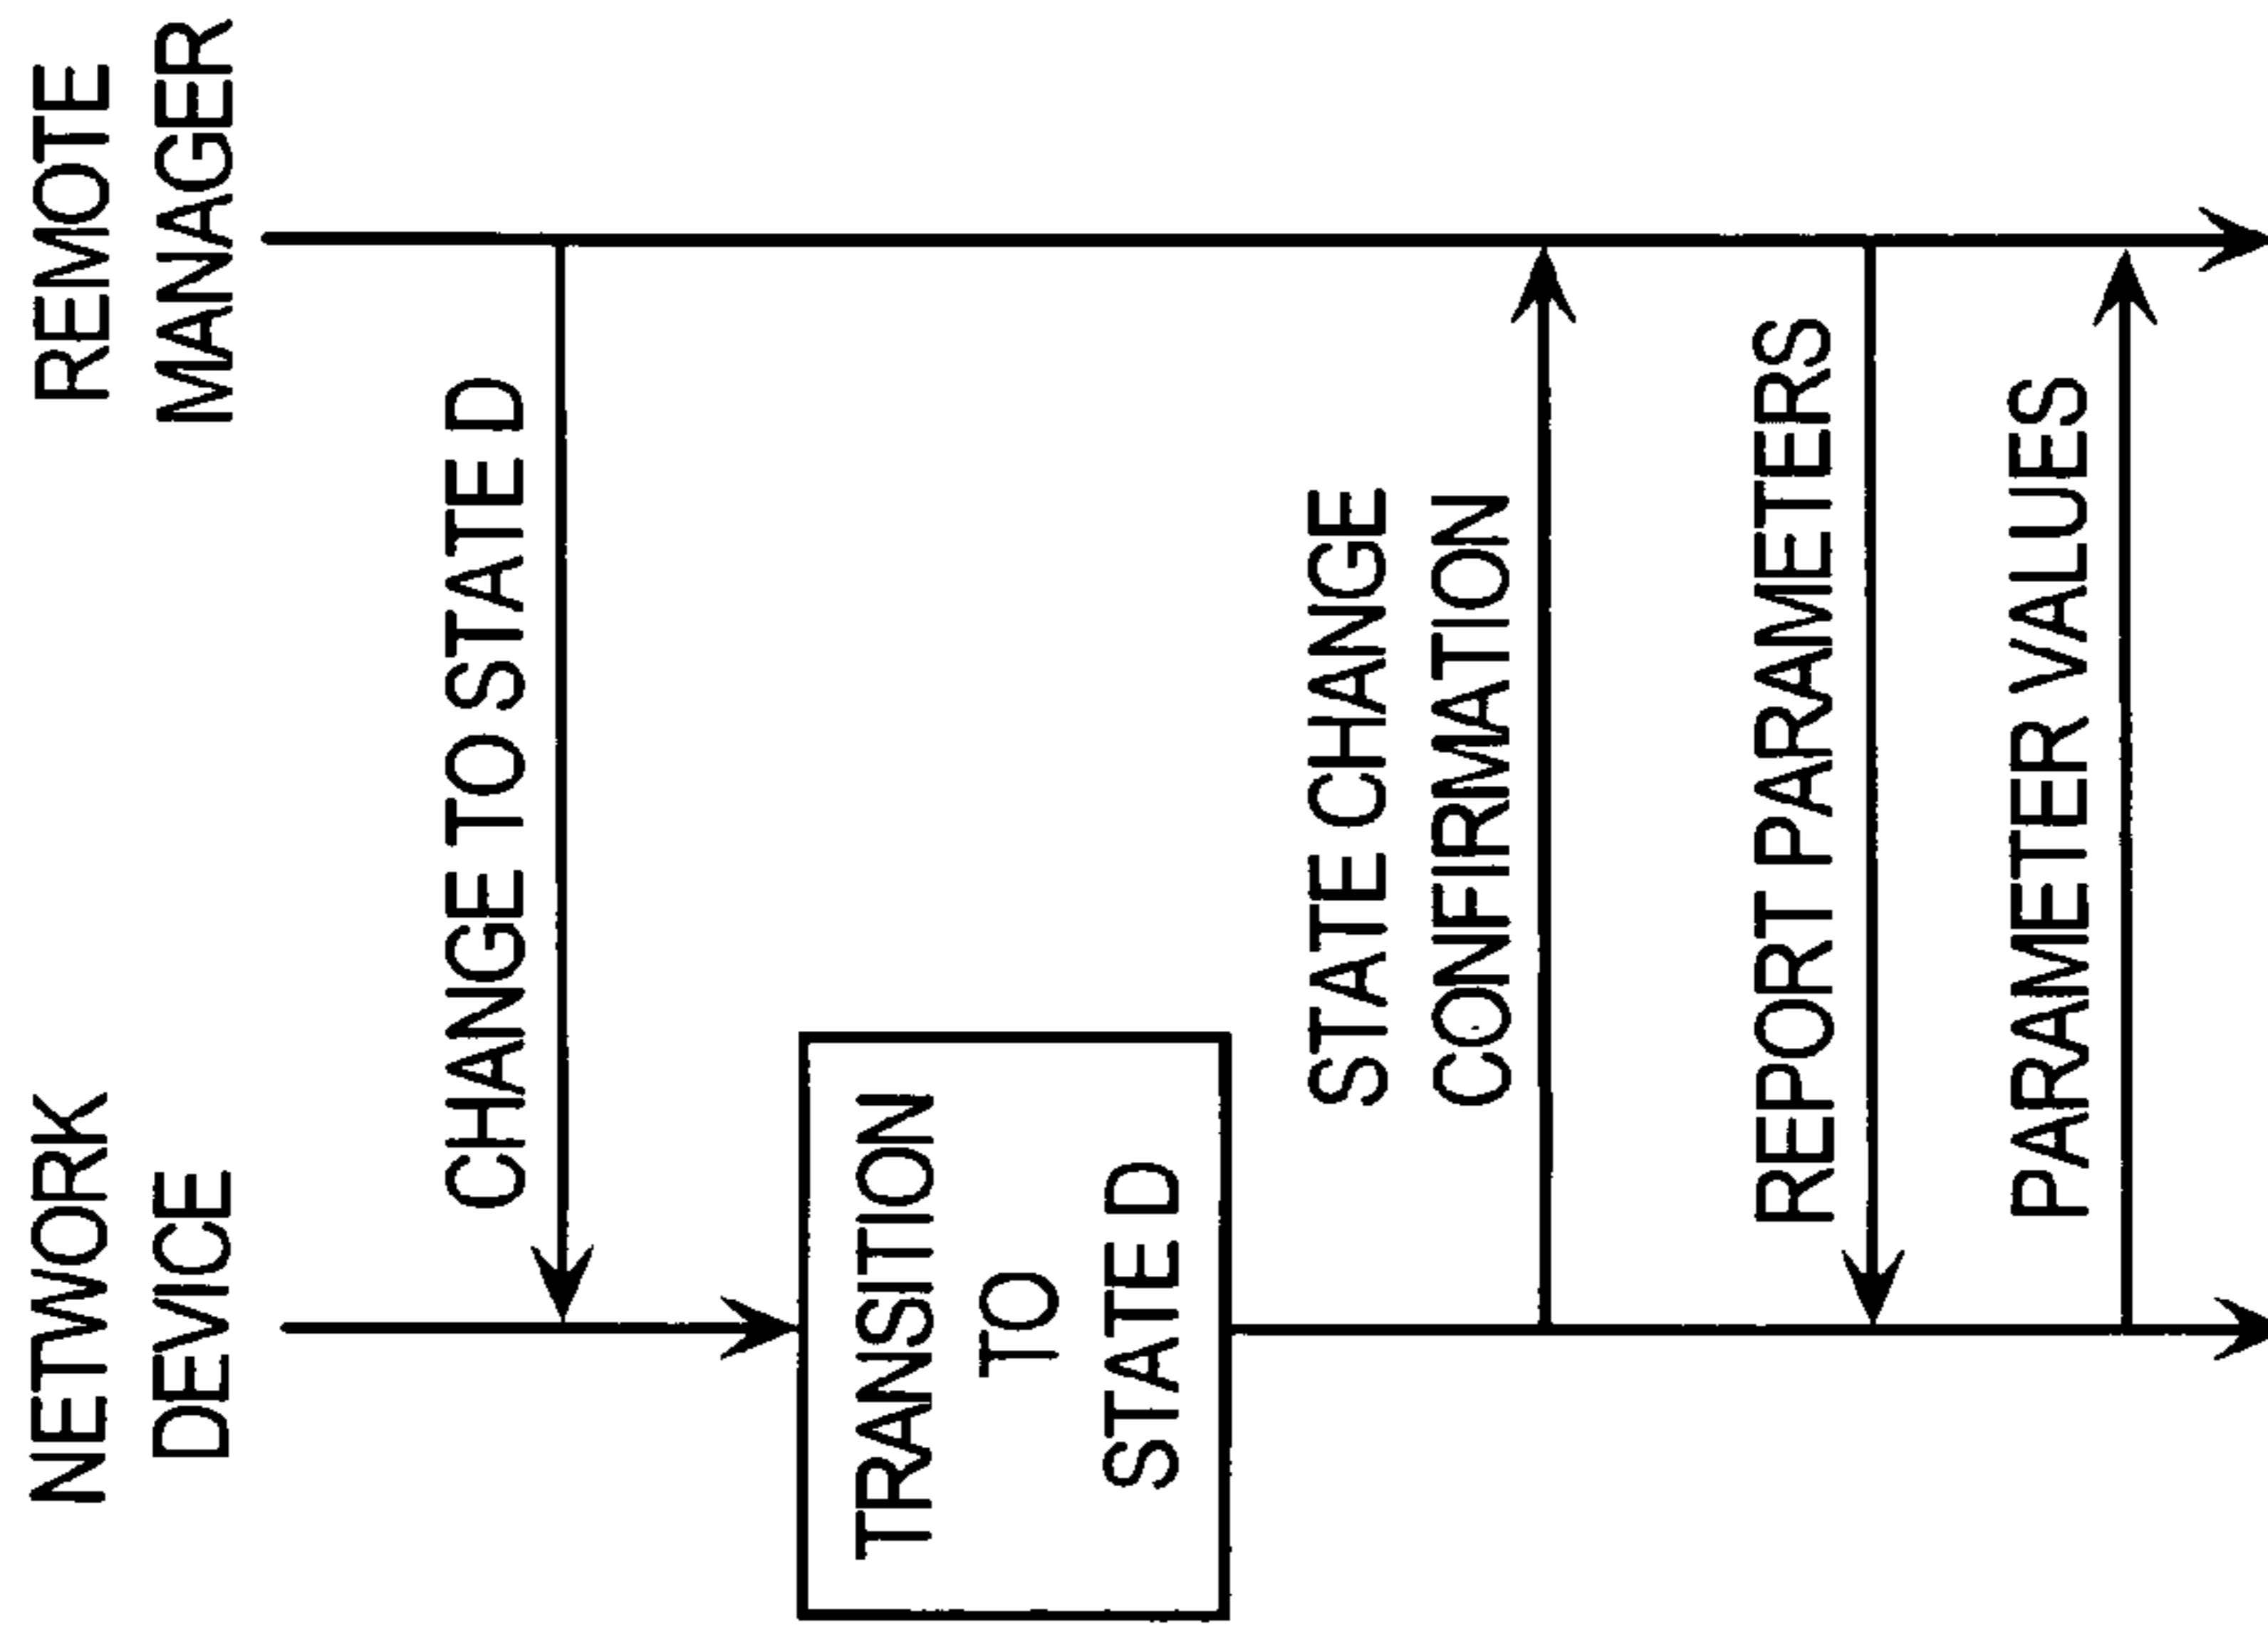 NETWORK
DEVICE
REMOTE
MANAGER
CHANGE TO STATE D
TRANSITION
TO
STATE D
STATE CHANGE
CONFIRMATION
REPORT PARAMETERS
PARAMETER VALUES